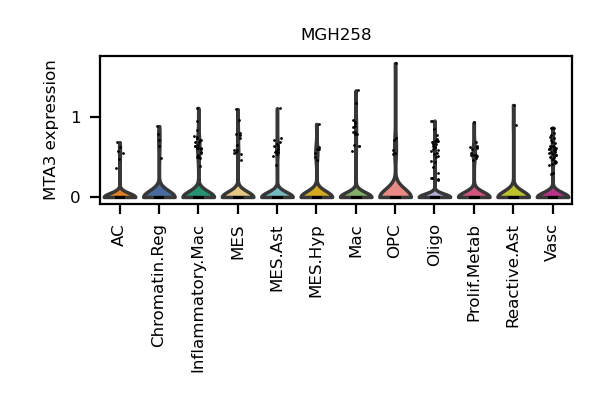 MGH258
MTA3 expression
1
0
AC
Chromatin.Reg
Inflammatory.Mac
MES
MES.Ast
MES.Hyp
Mac
OPC
Oligo
Prolif.Metab
Reactive.Ast
Vasc